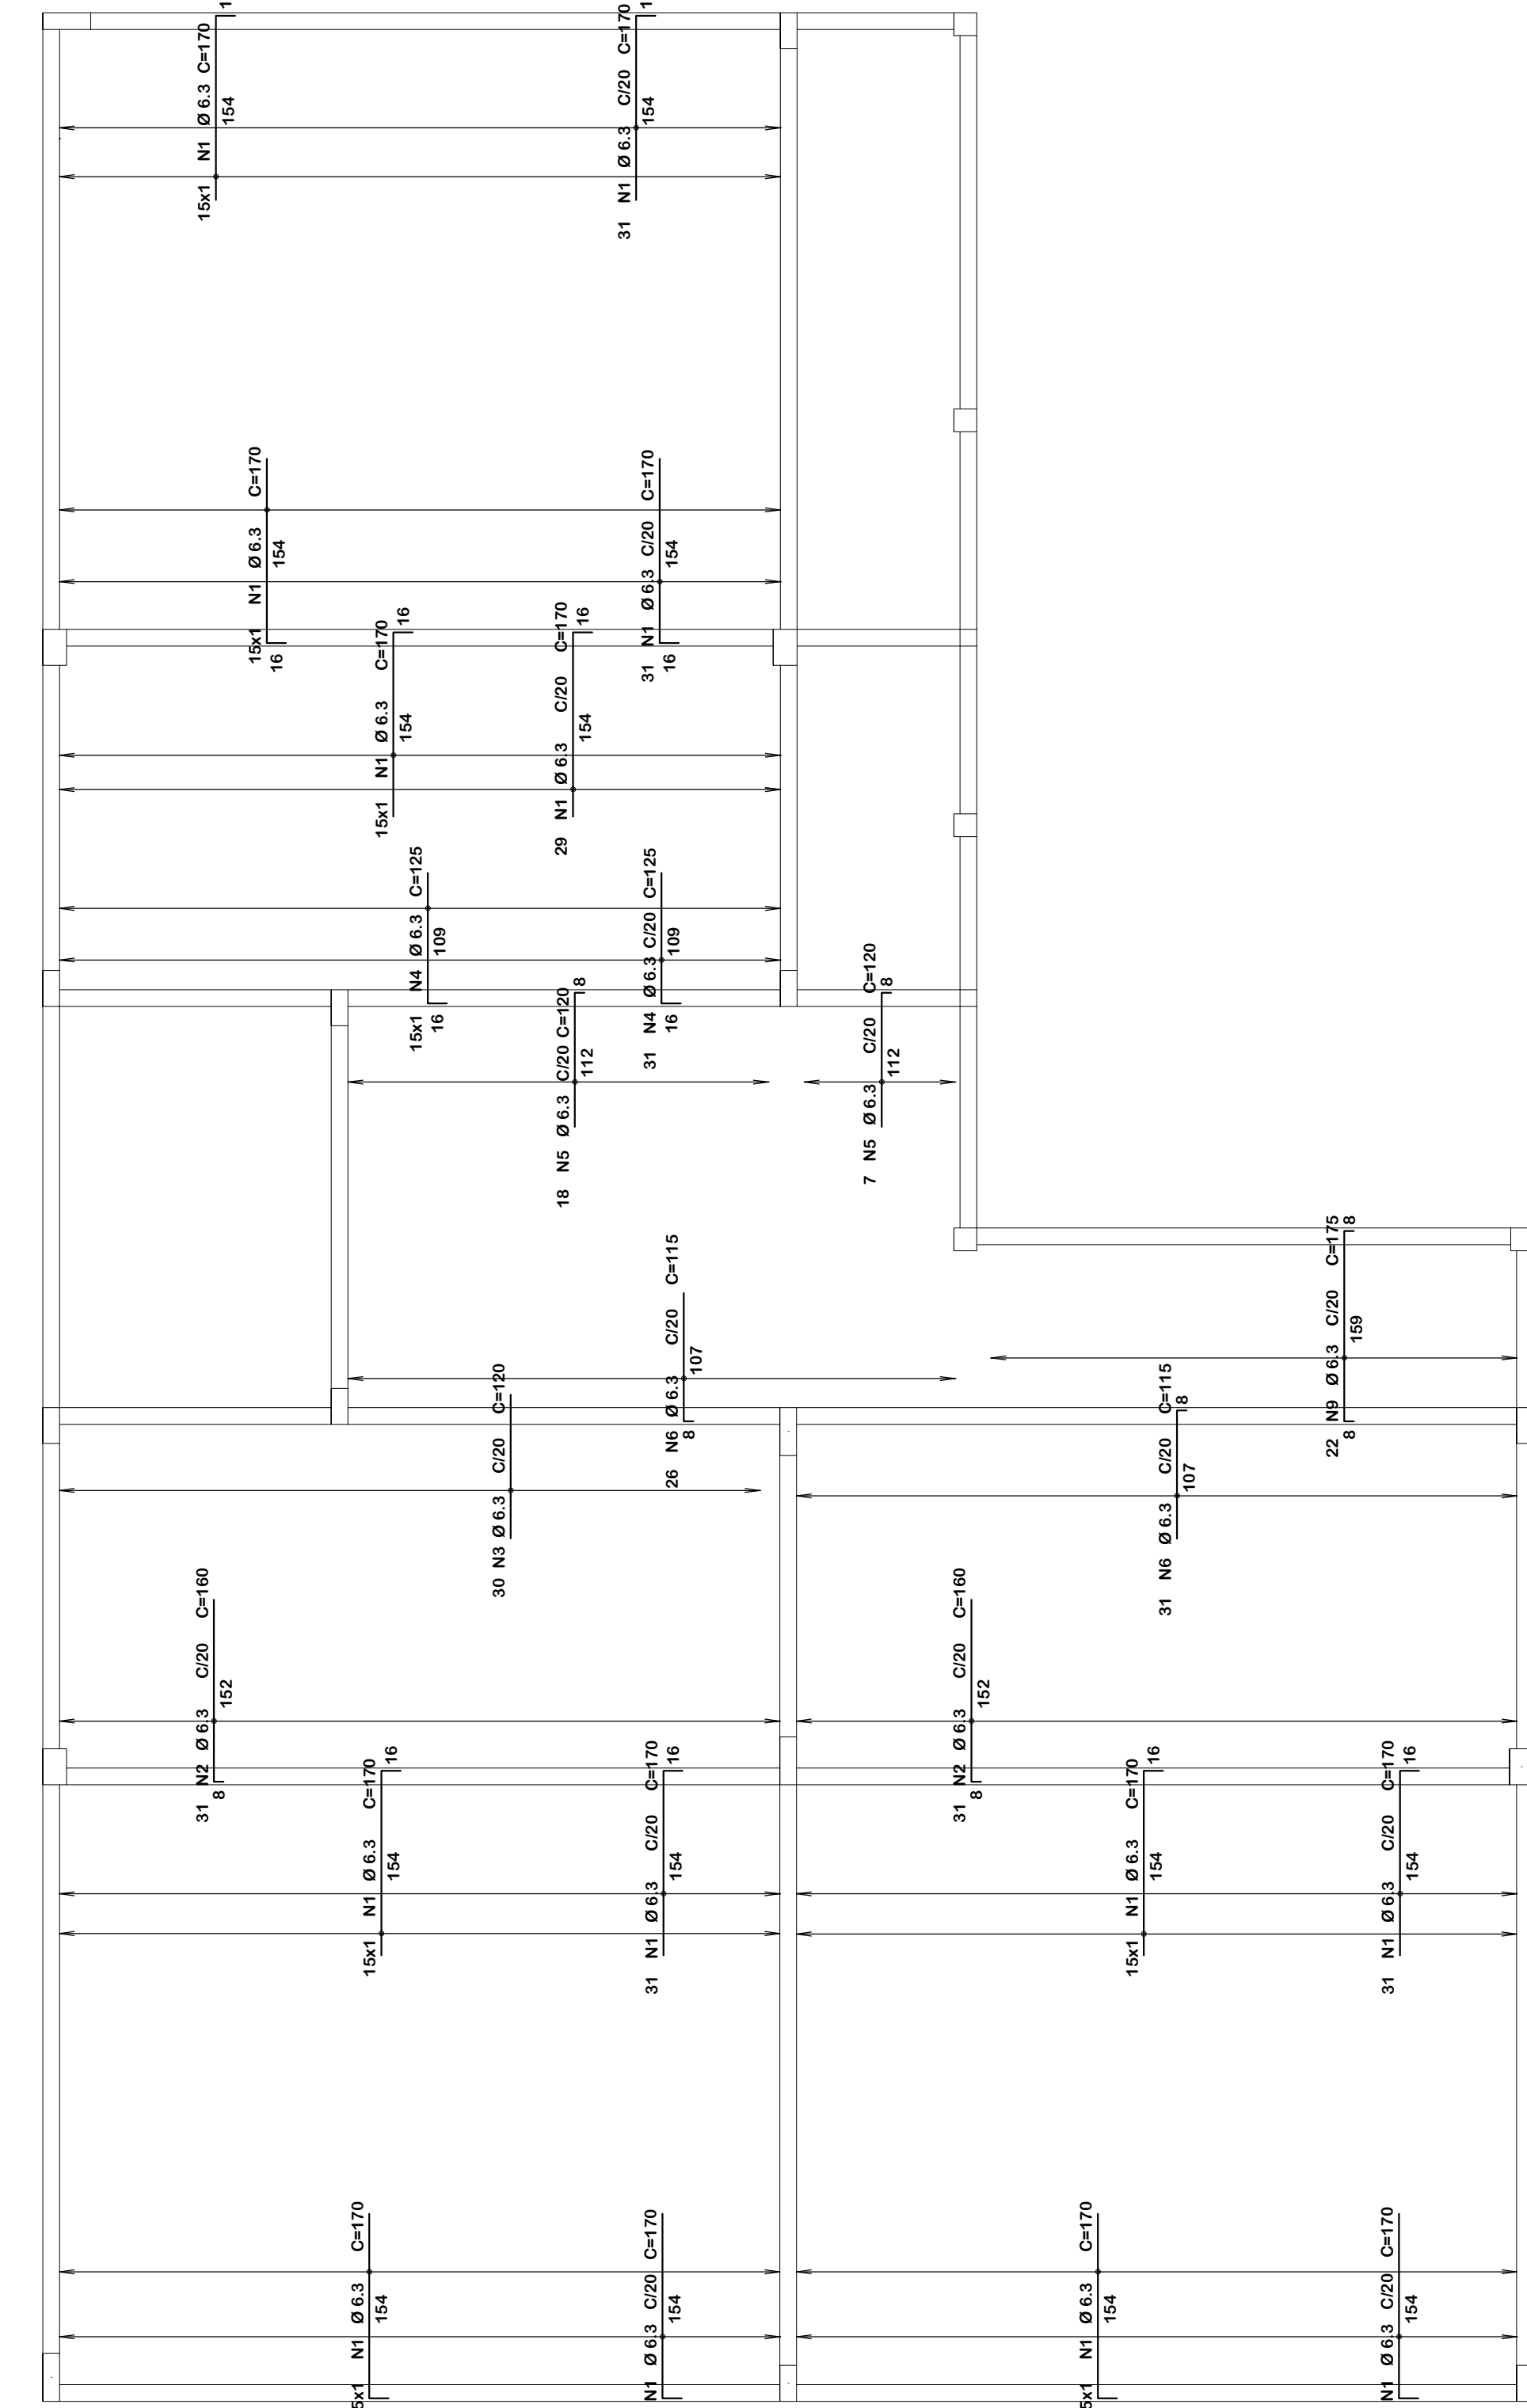 15x1 N1 Ø 6.3 C=170
154
1
31 N1 Ø 6.3 C/20 C=170
154
1
15x1 N1 Ø 6.3 C=170
154
16
31 N1 Ø 6.3 C/20 C=170
154
16
15x1 N1 Ø 6.3 C=170
154
16
29 N1 Ø 6.3 C/20 C=170
154
16
15x1 N4 Ø 6.3 C=125
109
16
31 N4 Ø 6.3 C/20 C=125
109
16
18 N5 Ø 6.3 C/20 C=120
112
8
7 N5 Ø 6.3 C/20 C=120
112
8
26 N6 Ø 6.3 C/20 C=115
107
8
22 N9 Ø 6.3 C/20 C=175
159
8
8
30 N3 Ø 6.3 C/20 C=120
31 N6 Ø 6.3 C/20 C=115
107
8
31 N2 Ø 6.3 C/20 C=160
152
8
31 N2 Ø 6.3 C/20 C=160
152
8
15x1 N1 Ø 6.3 C=170
154
16
31 N1 Ø 6.3 C/20 C=170
154
16
15x1 N1 Ø 6.3 C=170
154
16
31 N1 Ø 6.3 C/20 C=170
154
16
5x1 N1 Ø 6.3 C=170
154
N1 Ø 6.3 C/20 C=170
154
5x1 N1 Ø 6.3 C=170
154
N1 Ø 6.3 C/20 C=170
154